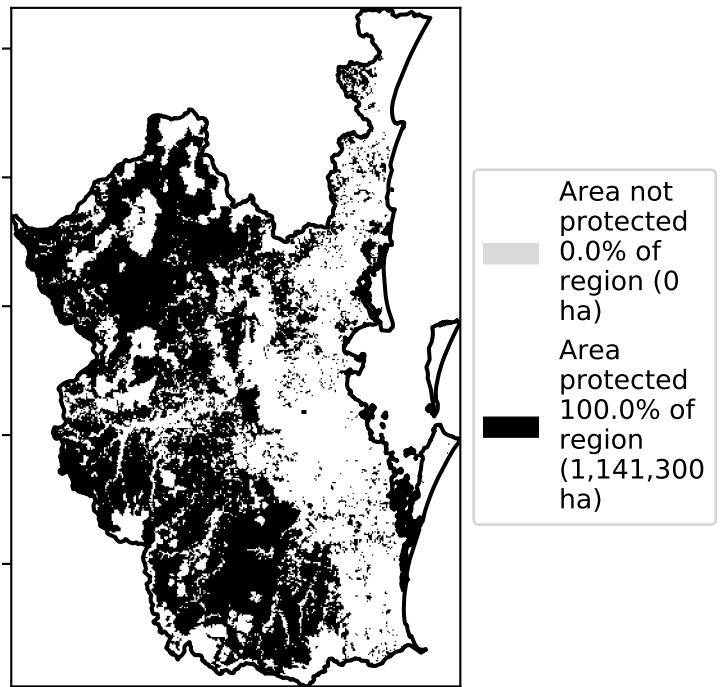 Area not
protected
0.0% of
region (0
ha)
Area
protected
100.0% of
region
(1,141,300
ha)